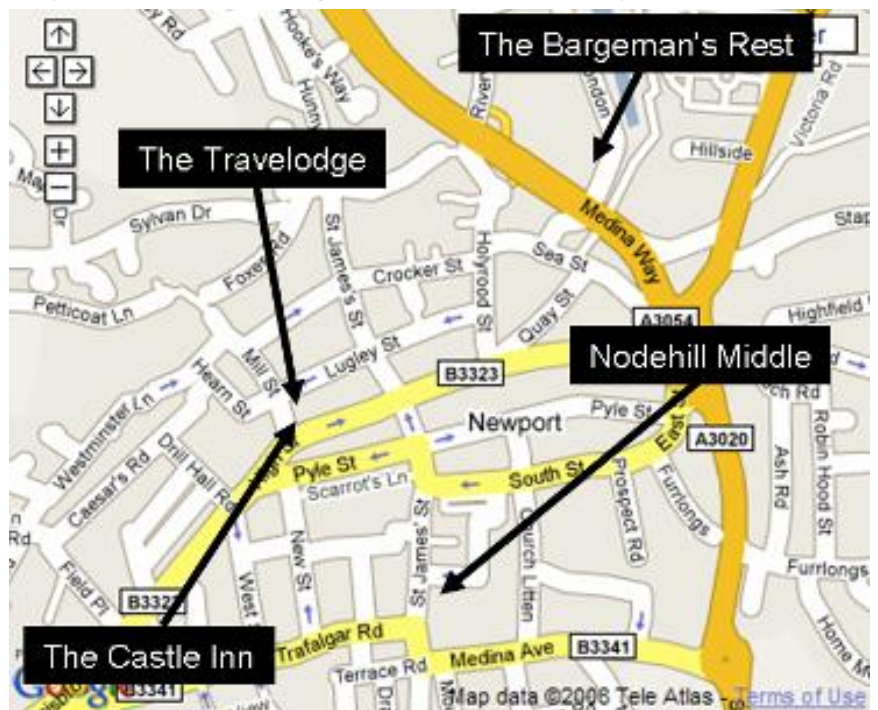 The Bargeman's Rest
The Travelodge
Nodehill Middle
The Castle Inn
Hooke's Way
Victoria Rd
Hillside
Sylvan Dr
Foxes Rd
Petticoat Ln
St James's St
Crocker St
Holyrood St
Sea St
Quay St
Medina Way
A3054
Highfield
Lugley St
Mill St
Hearn St
Westminster Ln
Caesar's Rd
Drill Hall Rd
B3323
Newport
Pyle St
A3020
Ash Rd
Robin Hood St
Pyle St
Scarrot's Ln
South St
Prospect Rd
Furrlongs
Furrlongs
Church Litten
St James' St
New St
West
Field Pl
Trafalgar Rd
Terrace Rd
Medina Ave
B3341
B3341
Map data ©2006 Tele Atlas - Terms of Use